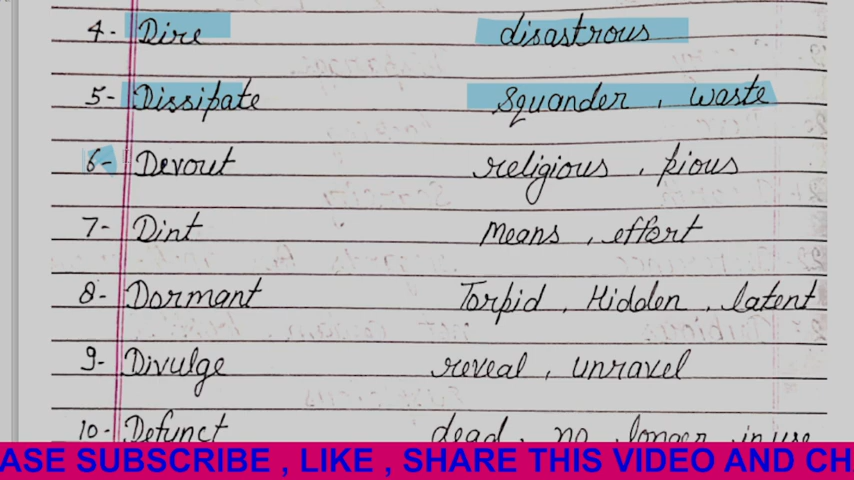 4- Dire disastrous
5- Dissipate Squander , waste
6- Devout religious , pious
7- Dint Means , effort
8- Dormant Torpid , Hidden , latent
9- Divulge reveal , unravel
10- Defunct dead , no longer in use
ASE SUBSCRIBE , LIKE , SHARE THIS VIDEO AND CH